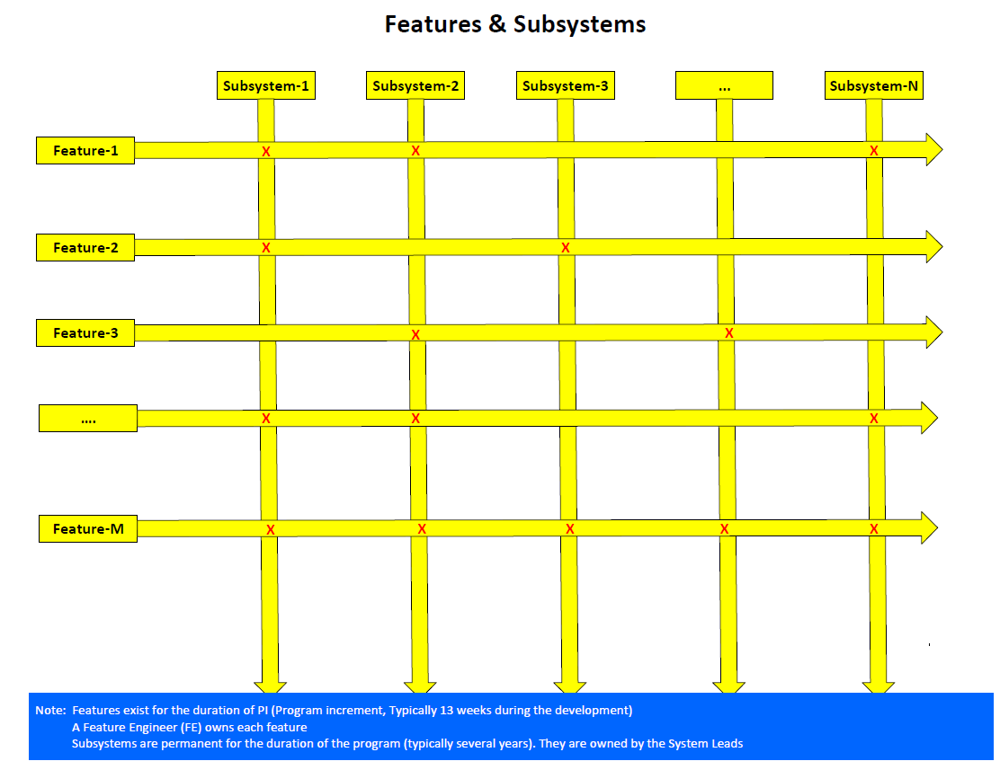 Features & Subsystems
Subsystem-1 Subsystem-2 Subsystem-3 ... Subsystem-N
Feature-1 X X X
Feature-2 X X
Feature-3 X X
.... X X X
Feature-M X X X X X
Note: Features exist for the duration of PI (Program increment, Typically 13 weeks during the development)
A Feature Engineer (FE) owns each feature
Subsystems are permanent for the duration of the program (typically several years). They are owned by the System Leads